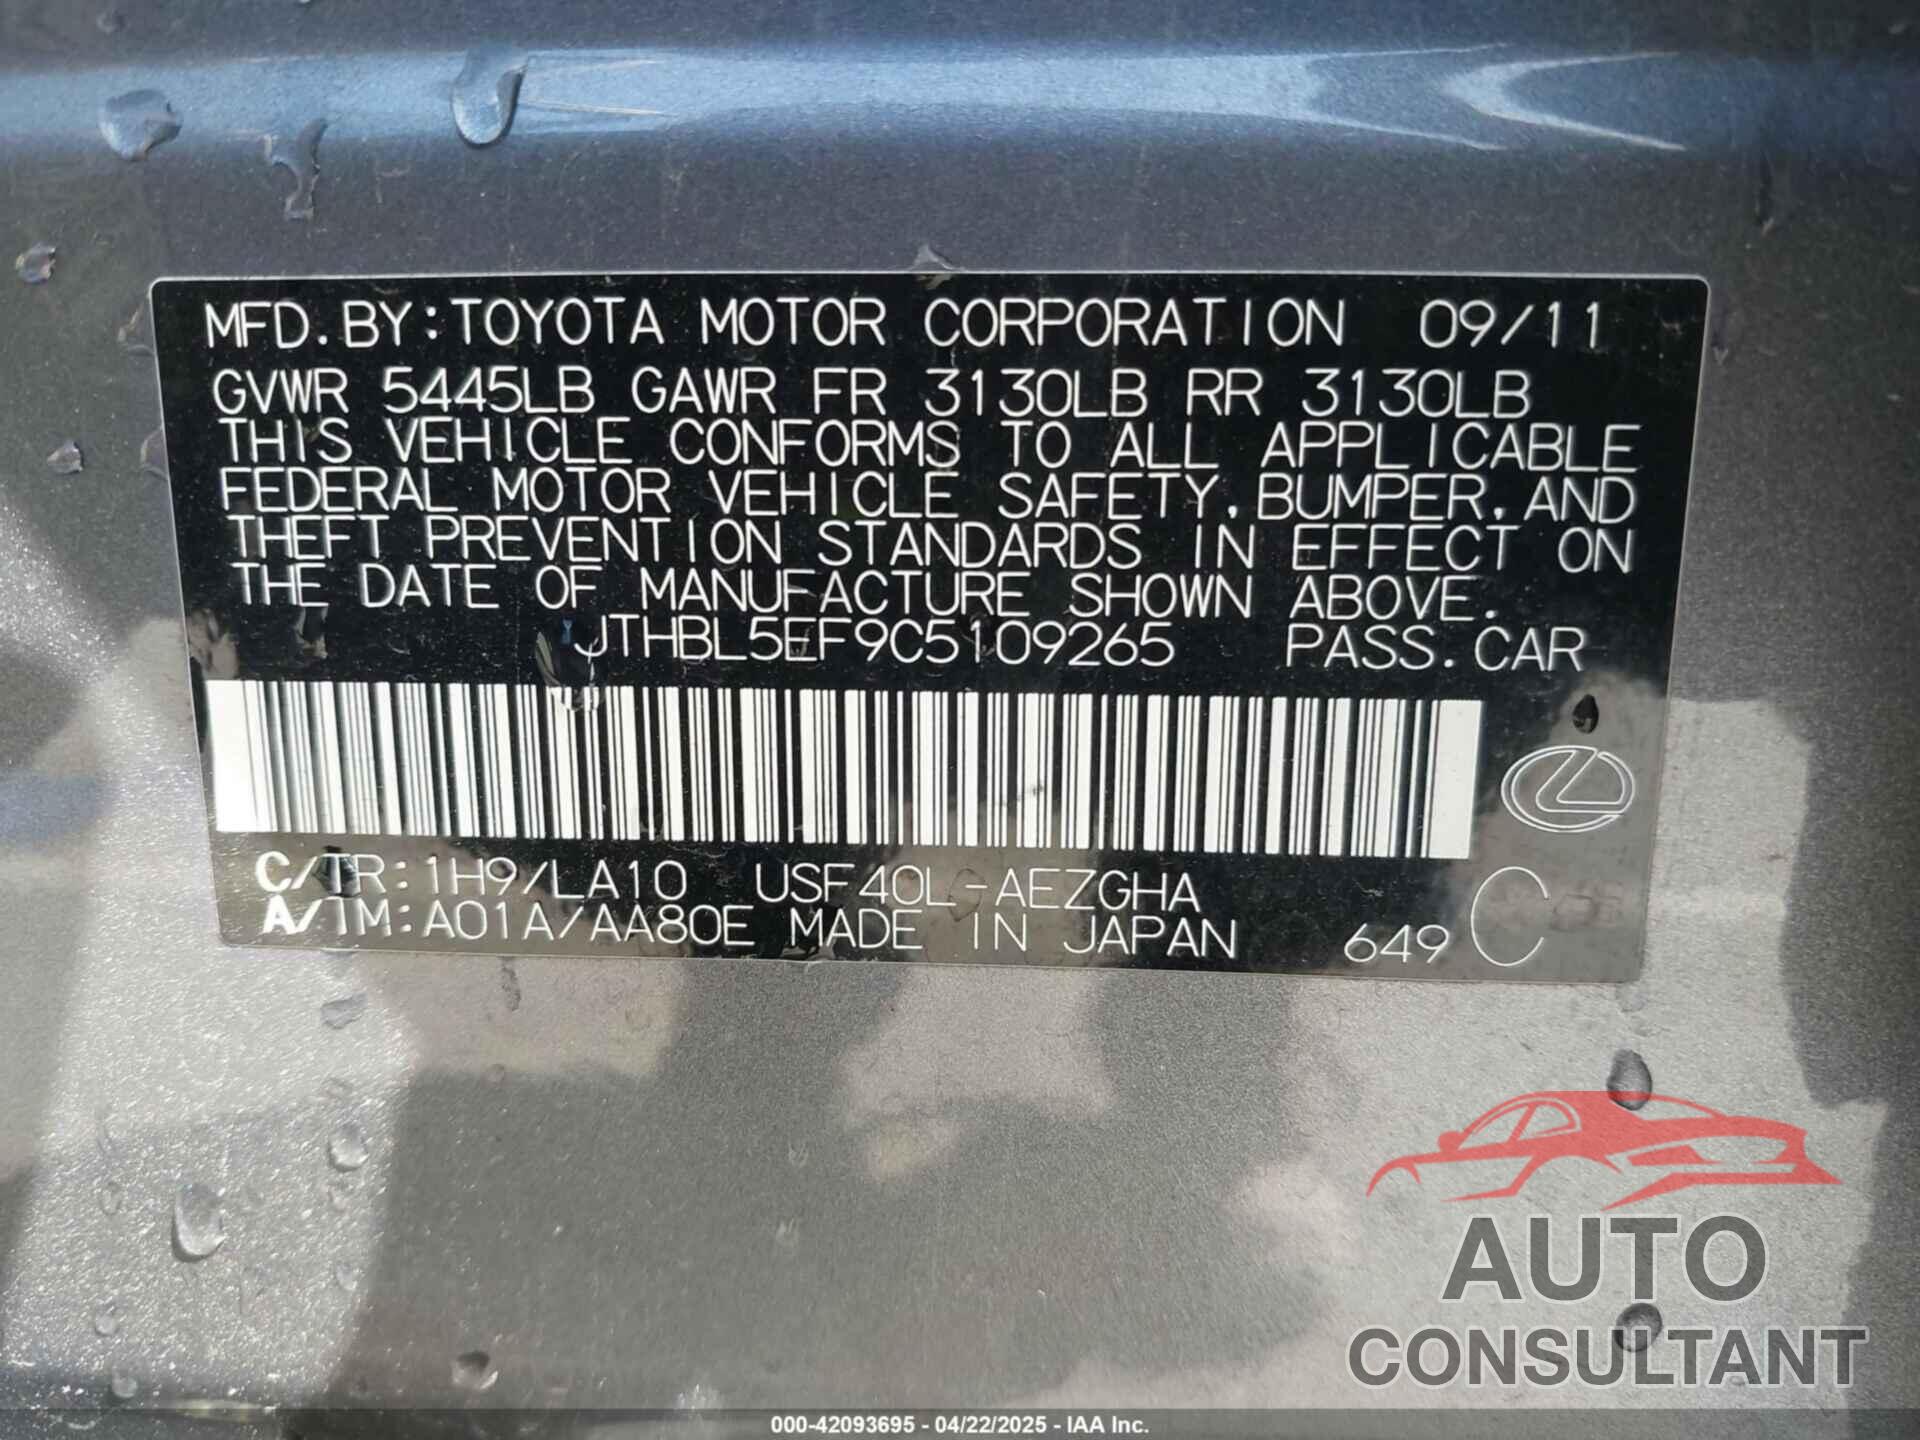 MFD. BY: TOYOTA MOTOR CORPORATION 09/11
GVWR 5445LB GAWR FR 3130LB RR 3130LB
THIS VEHICLE CONFORMS TO ALL APPLICABLE
FEDERAL MOTOR VEHICLE SAFETY, BUMPER, AND
THEFT PREVENTION STANDARDS IN EFFECT ON
THE DATE OF MANUFACTURE SHOWN ABOVE.
JTHBL5EF9C5109265 PASS. CAR
C/TR: 1H9/LA10 USF40L-AEZGHA
A/TM: A01A/AA80E MADE IN JAPAN 649 C
AUTO
CONSULTANT
000-42093695 - 04/22/2025 - IAA Inc.